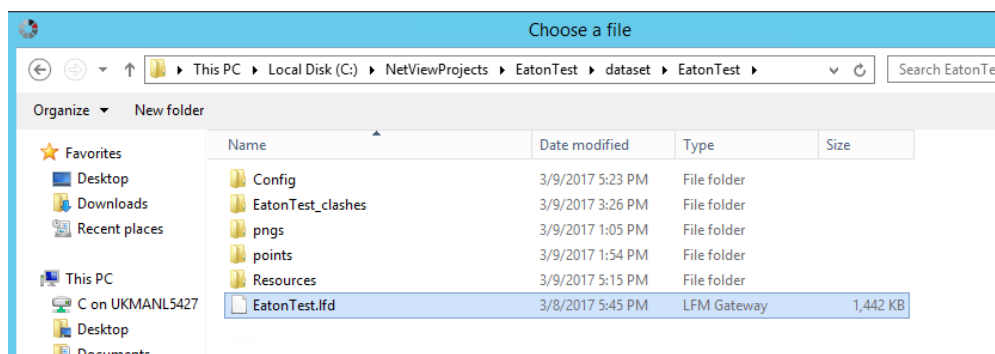 Choose a file
This PC Local Disk (C:) NetViewProjects EatonTest dataset EatonTest Search EatonTe
Organize New folder
Name Date modified Type Size
Favorites
Desktop Config 3/9/2017 5:23 PM File folder
Downloads EatonTest_clashes 3/9/2017 3:26 PM File folder
Recent places pngs 3/9/2017 1:05 PM File folder
points 3/9/2017 1:54 PM File folder
This PC Resources 3/9/2017 5:15 PM File folder
C on UKMANL5427 EatonTest.lfd 3/8/2017 5:45 PM LFM Gateway 1,442 KB
Desktop
Documents